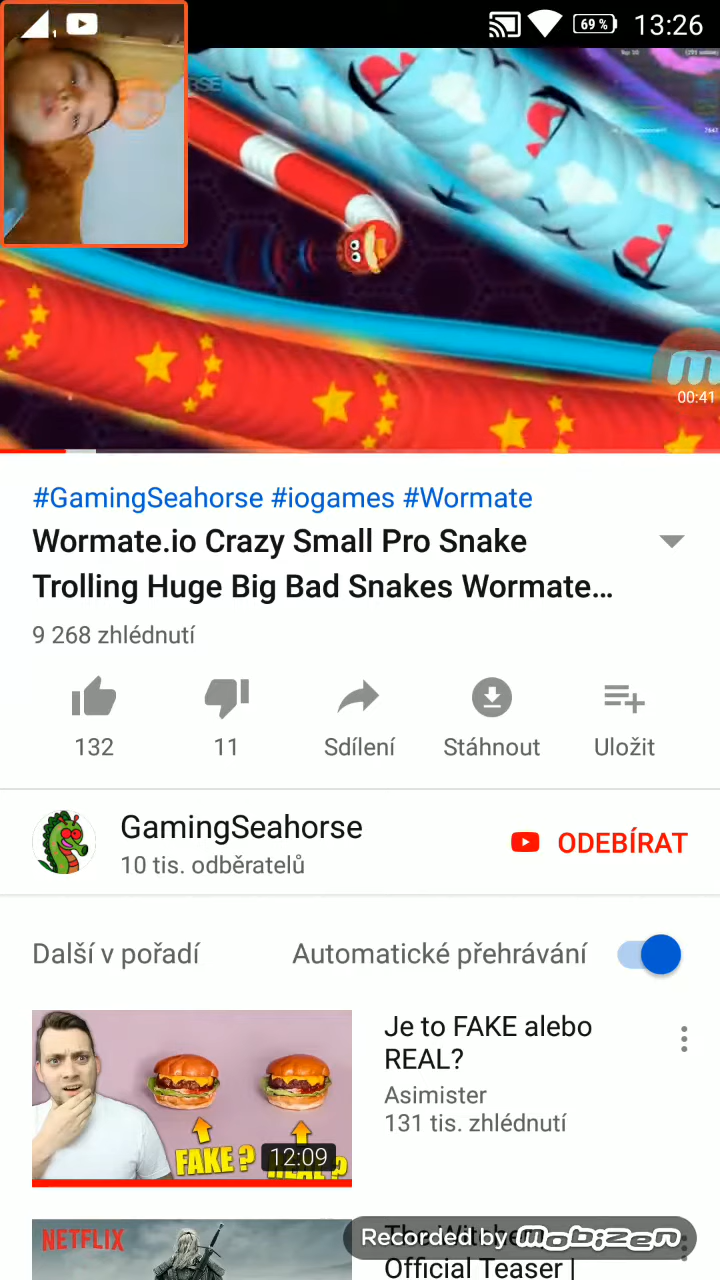 1
69 %
13:26
00:41
#GamingSeahorse #iogames #Wormate
Wormate.io Crazy Small Pro Snake
Trolling Huge Big Bad Snakes Wormate...
9 268 zhlédnutí
132
11
Sdílení
Stáhnout
Uložit
GamingSeahorse
10 tis. odběratelů
ODEBÍRAT
Další v pořadí
Automatické přehrávání
FAKE ?
12:09
Je to FAKE alebo
REAL?
Asimister
131 tis. zhlédnutí
NETFLIX
Recorded by mobizen
Official Teaser |